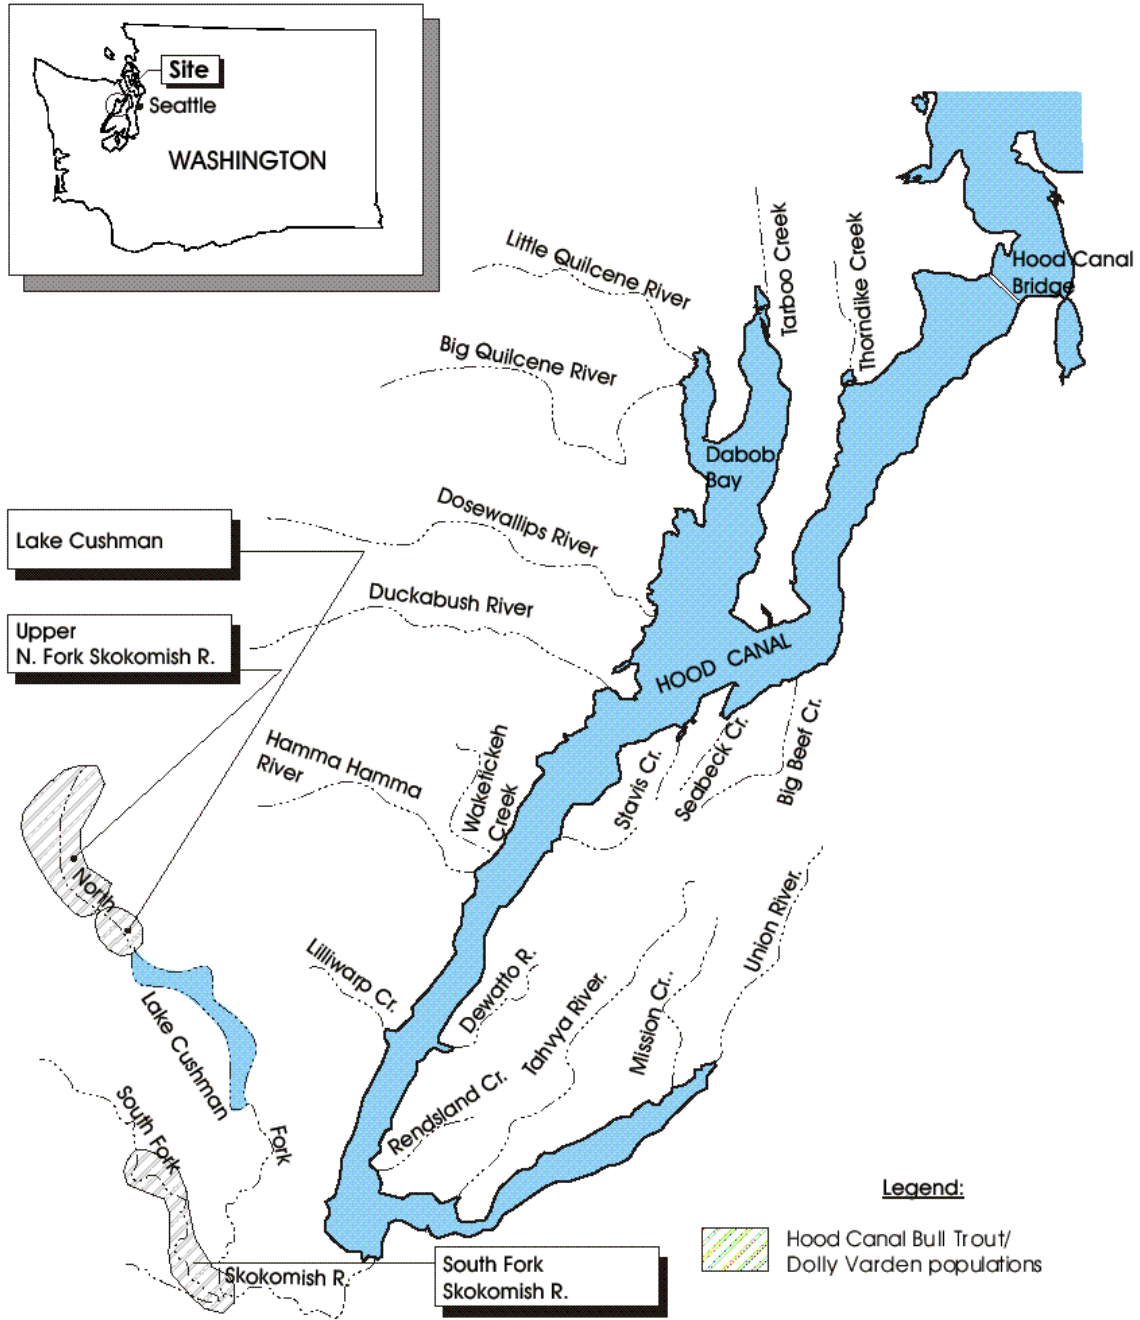 Site
Seattle
WASHINGTON
Hood Canal
Bridge
Little Quilcene River
Tarboo Creek
Thorndike Creek
Big Quilcene River
Dabob
Bay
Dosewallips River
Lake Cushman
Duckabush River
Upper
N. Fork Skokomish R.
HOOD CANAL
Hamma Hamma
River
Waketickeh
Creek
Stavis Cr.
Seabeck Cr.
Big Beef Cr.
North
Union River.
Lilliwarp Cr.
Dewatto R.
Tahvya River.
Mission Cr.
Lake Cushman
South Fork
Rendsland Cr.
Fork
Legend:
Hood Canal Bull Trout/
Dolly Varden populations
South Fork
Skokomish R.
Skokomish R.